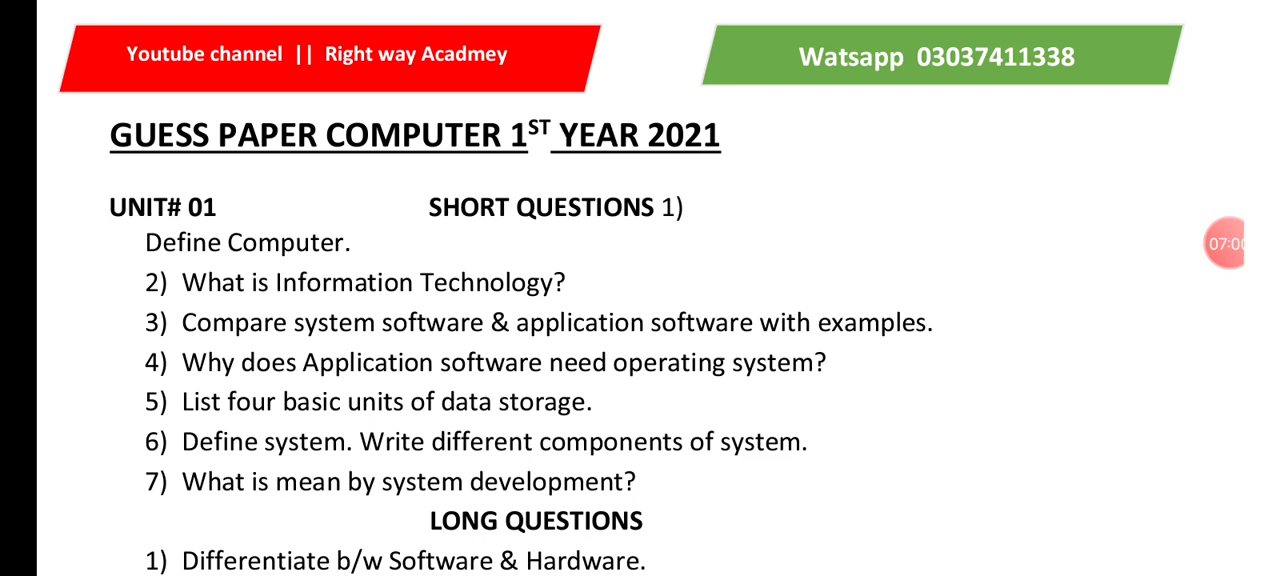 Youtube channel || Right way Acadmey
Watsapp 03037411338
GUESS PAPER COMPUTER 1ST YEAR 2021
UNIT# 01 SHORT QUESTIONS 1)
Define Computer.
2) What is Information Technology?
3) Compare system software & application software with examples.
4) Why does Application software need operating system?
5) List four basic units of data storage.
6) Define system. Write different components of system.
7) What is mean by system development?
LONG QUESTIONS
1) Differentiate b/w Software & Hardware.